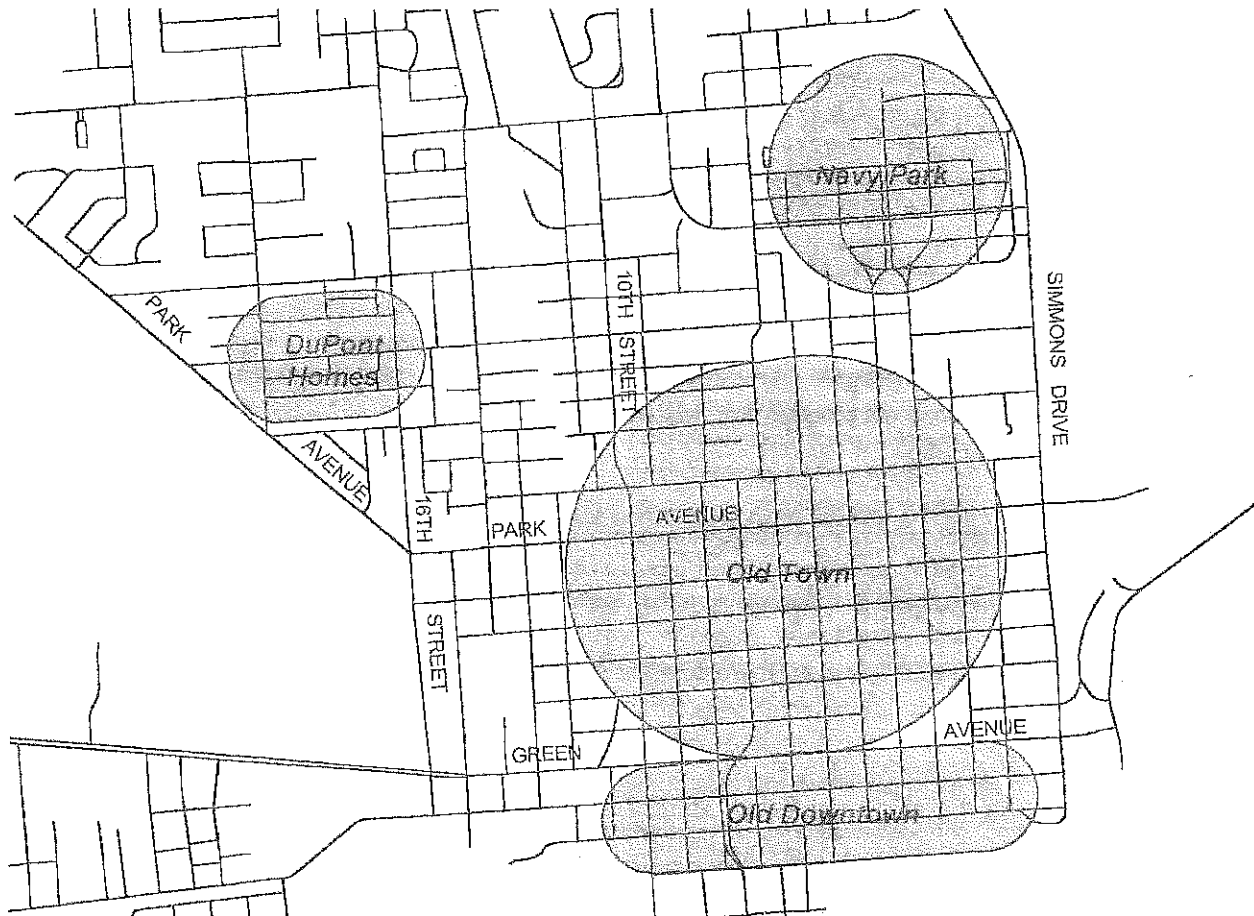 Navy Park
SIMMONS DRIVE
10TH STREET
PARK
AVENUE
DuPont
Homes
16TH
STREET
PARK
AVENUE
Old Town
GREEN
AVENUE
Old Downtown